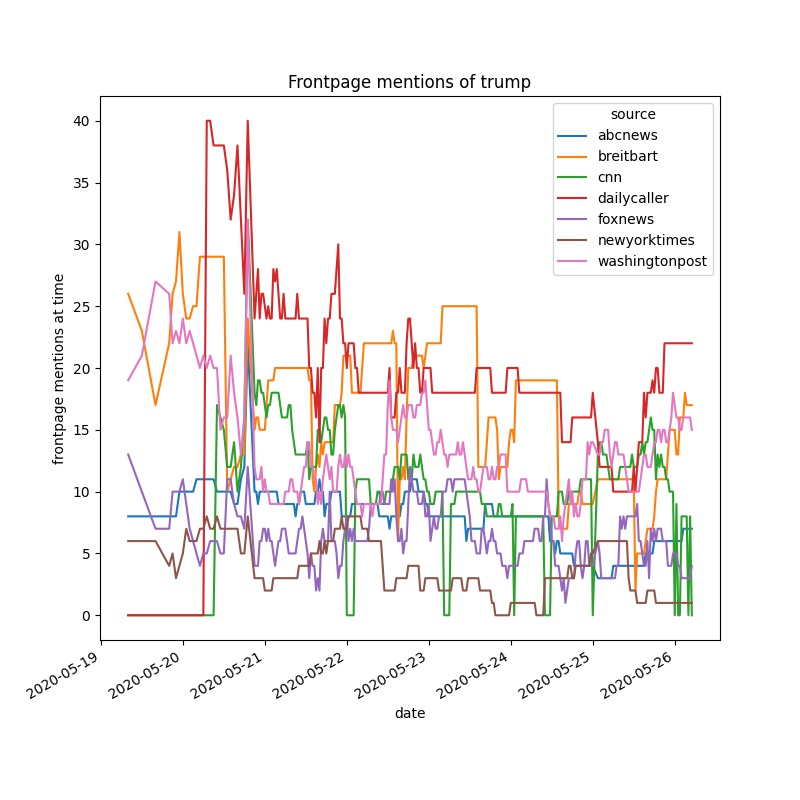 Frontpage mentions of trump
source
abcnews
breitbart
cnn
dailycaller
foxnews
newyorktimes
washingtonpost
frontpage mentions at time
40
35
30
25
20
15
10
5
0
2020-05-19
2020-05-20
2020-05-21
2020-05-22
2020-05-23
2020-05-24
2020-05-25
2020-05-26
date